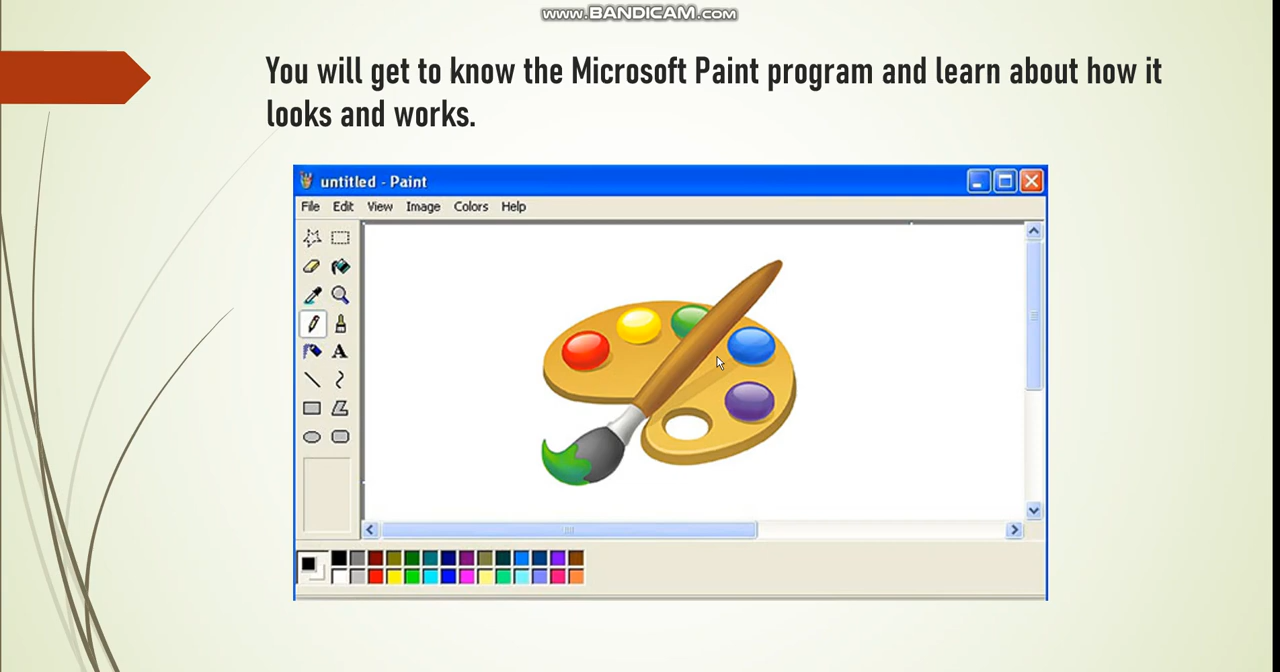 www.BANDICAM.com
You will get to know the Microsoft Paint program and learn about how it
looks and works.
untitled - Paint
File Edit View Image Colors Help
A